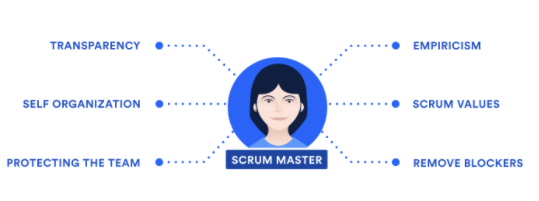 TRANSPARENCY
EMPIRICISM
SELF ORGANIZATION
SCRUM VALUES
PROTECTING THE TEAM
SCRUM MASTER
REMOVE BLOCKERS